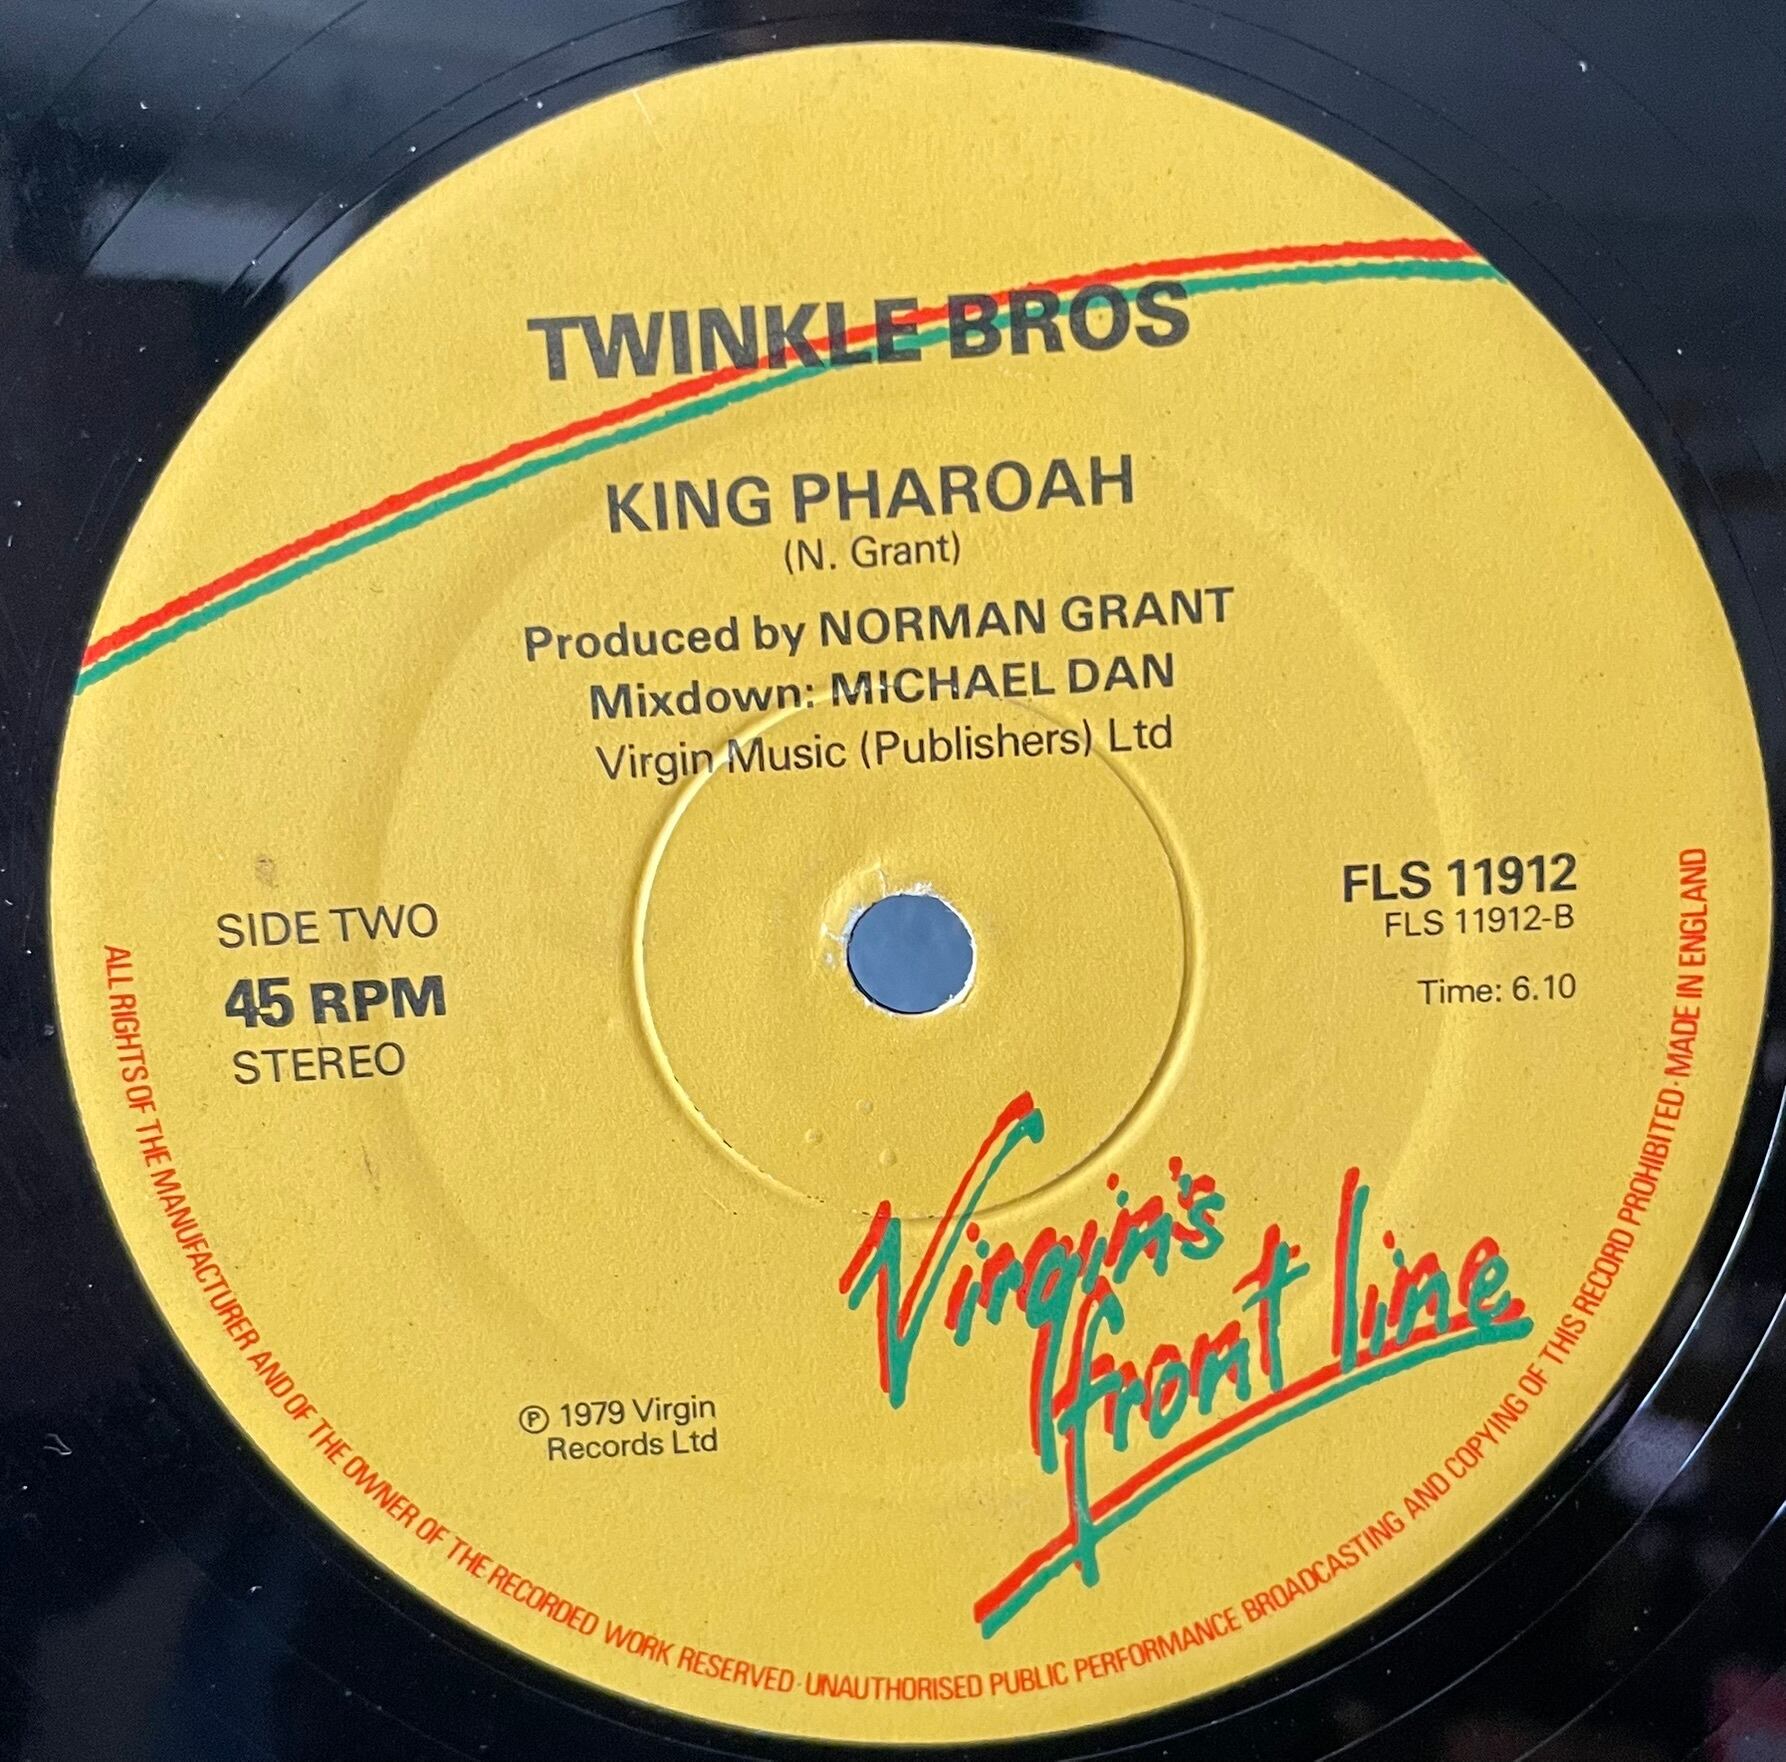 TWINKLE BROS
KING PHAROAH
(N. Grant)
Produced by NORMAN GRANT
Mixdown: MICHAEL DAN
Virgin Music (Publishers) Ltd
SIDE TWO
45 RPM
STEREO
FLS 11912
FLS 11912-B
Time: 6.10
Virgin's
front line
℗ 1979 Virgin
Records Ltd
ALL RIGHTS OF THE MANUFACTURER AND OF THE OWNER OF THE RECORDED WORK RESERVED · UNAUTHORISED PUBLIC PERFORMANCE BROADCASTING AND COPYING OF THIS RECORD PROHIBITED · MADE IN ENGLAND